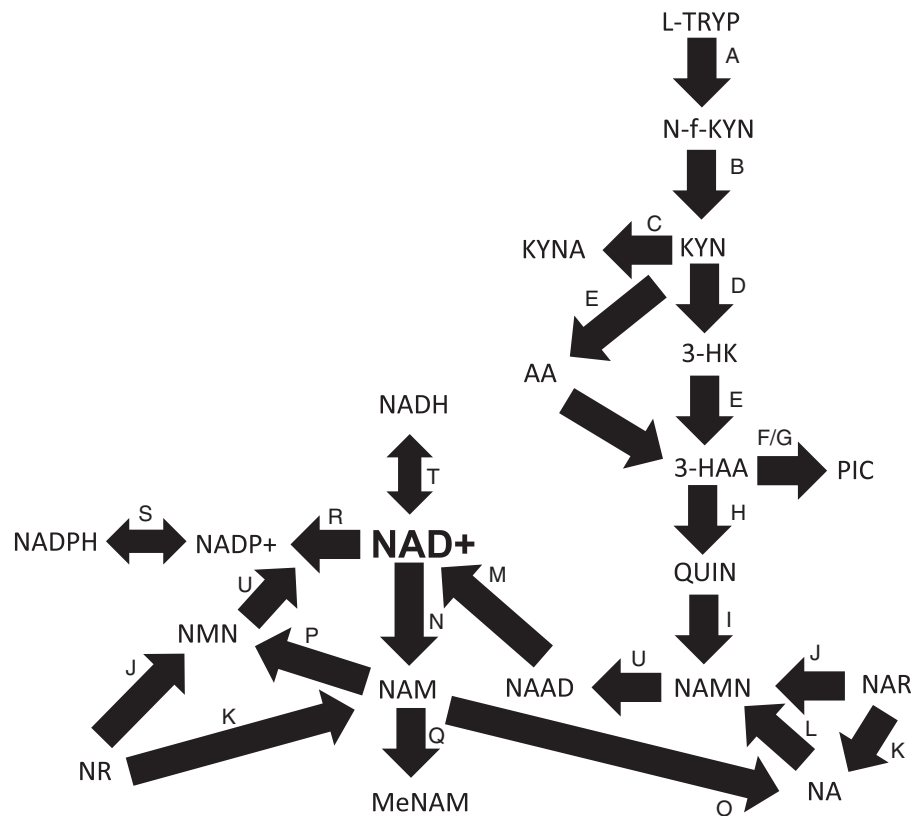 L-TRYP
A
N-f-KYN
B
KYNA
C
KYN
D
E
3-HK
AA
E
NADH
F/G
3-HAA
PIC
T
H
NADPH
S
NADP+
R
NAD+
M
QUIN
U
N
I
NMN
P
J
K
NAM
NAAD
U
NAMN
J
NAR
NR
Q
L
K
MeNAM
O
NA